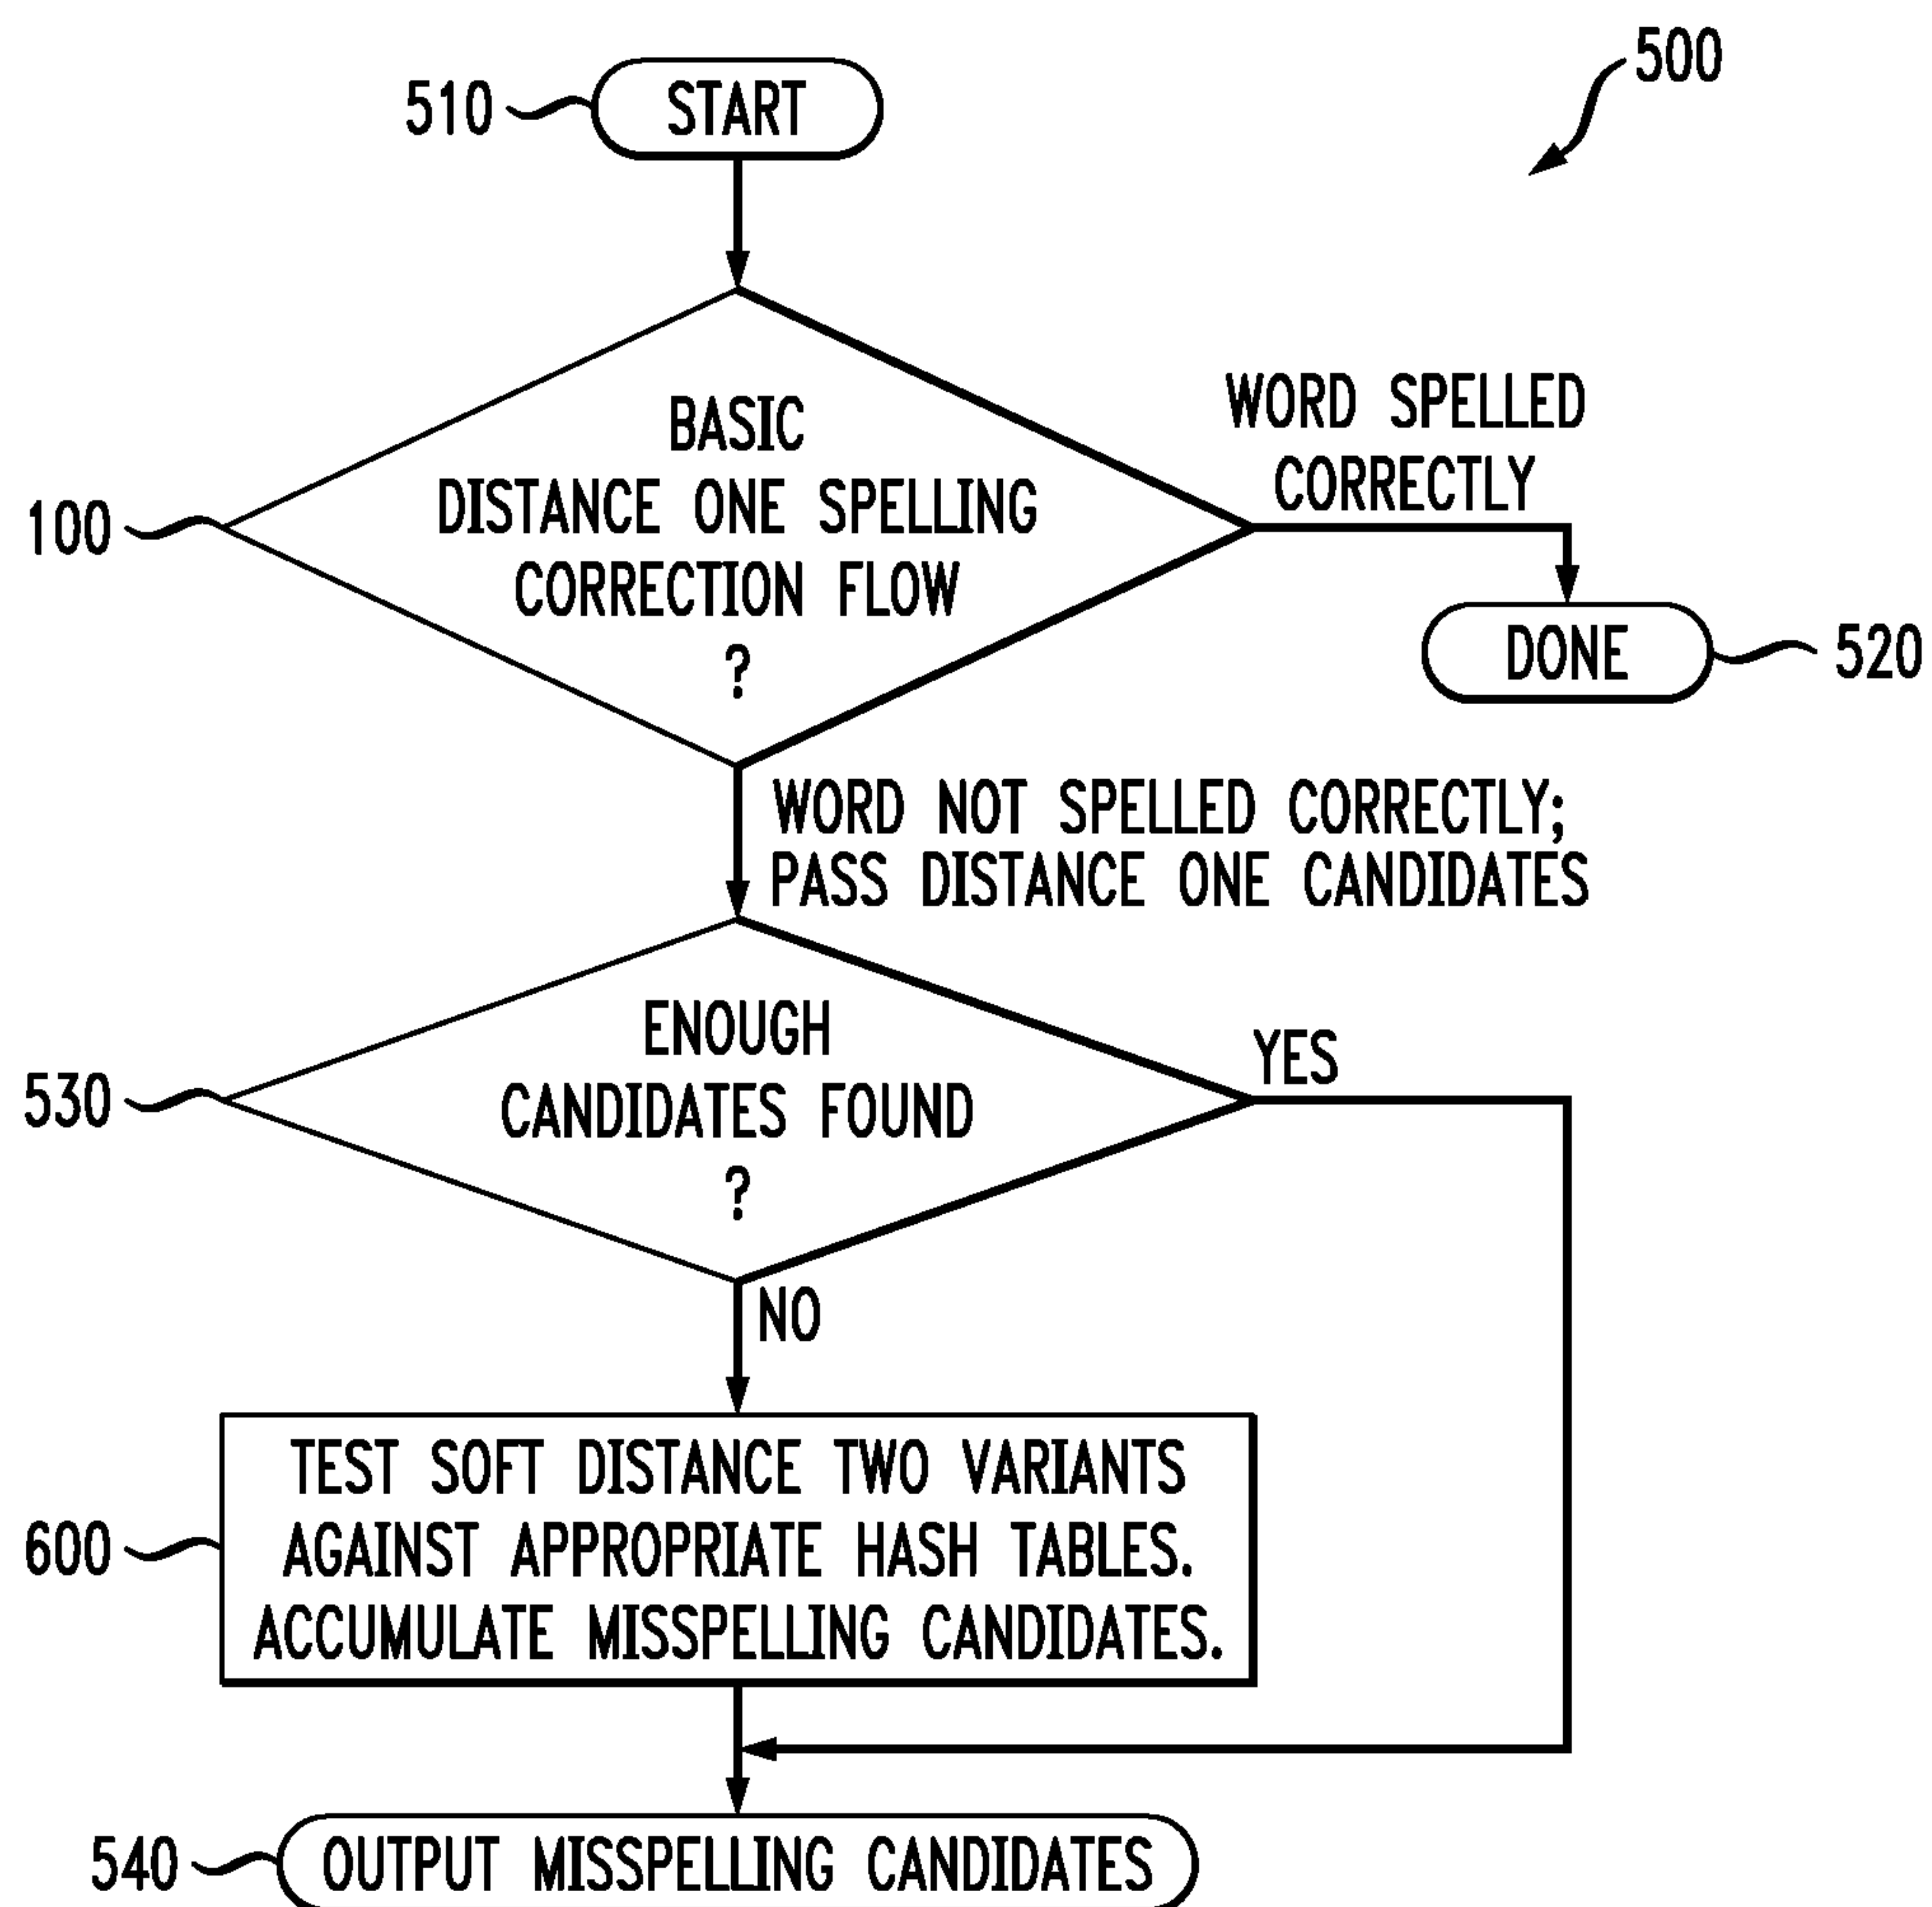 500
510
START
BASIC
DISTANCE ONE SPELLING
CORRECTION FLOW
?
100
WORD SPELLED
CORRECTLY
DONE
520
WORD NOT SPELLED CORRECTLY;
PASS DISTANCE ONE CANDIDATES
ENOUGH
CANDIDATES FOUND
?
530
YES
NO
TEST SOFT DISTANCE TWO VARIANTS
AGAINST APPROPRIATE HASH TABLES.
ACCUMULATE MISSPELLING CANDIDATES.
600
540
OUTPUT MISSPELLING CANDIDATES